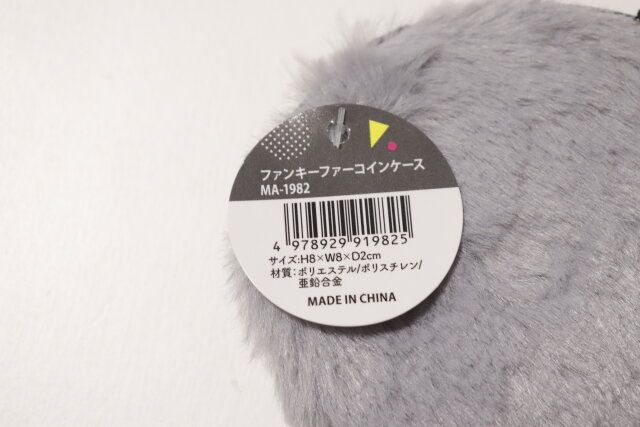 ファンキーファーコインケース
MA-1982
4 978929 919825
サイズ:H8×W8×D2cm
材質:ポリエステル/ポリスチレン/
亜鉛合金
MADE IN CHINA